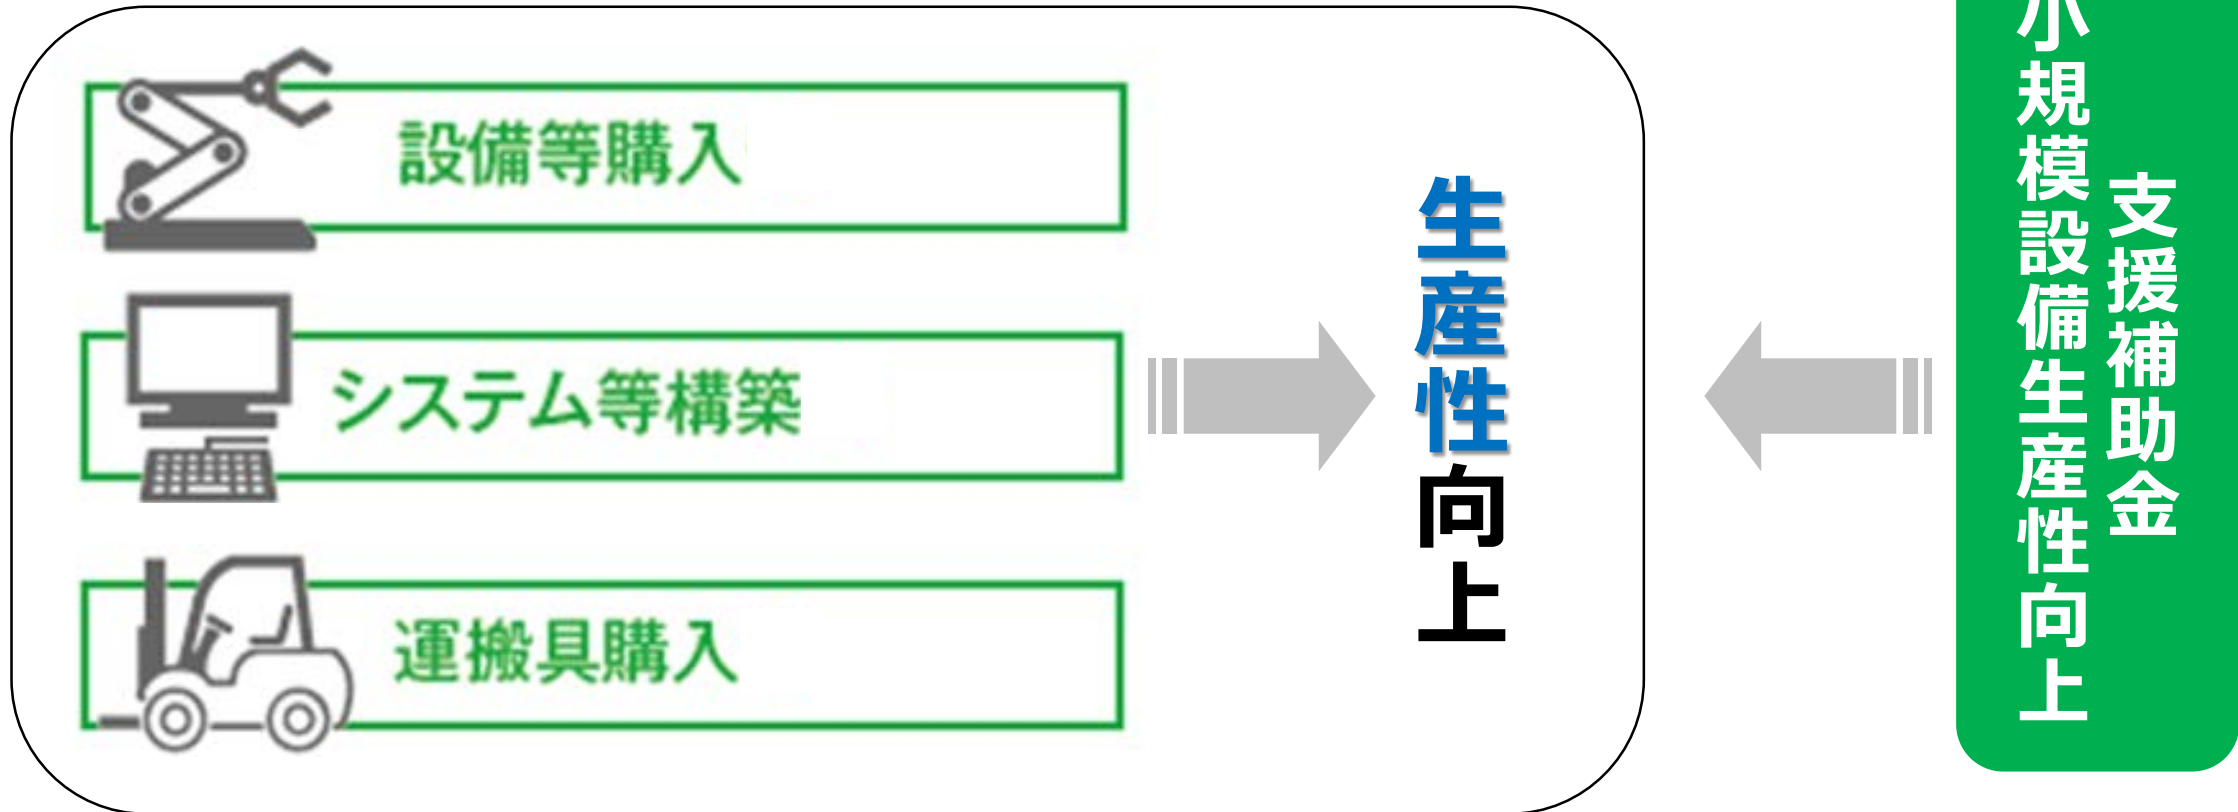 設備等購入
システム等構築
運搬具購入
生産性向上
小規模設備生産性向上
支援補助金